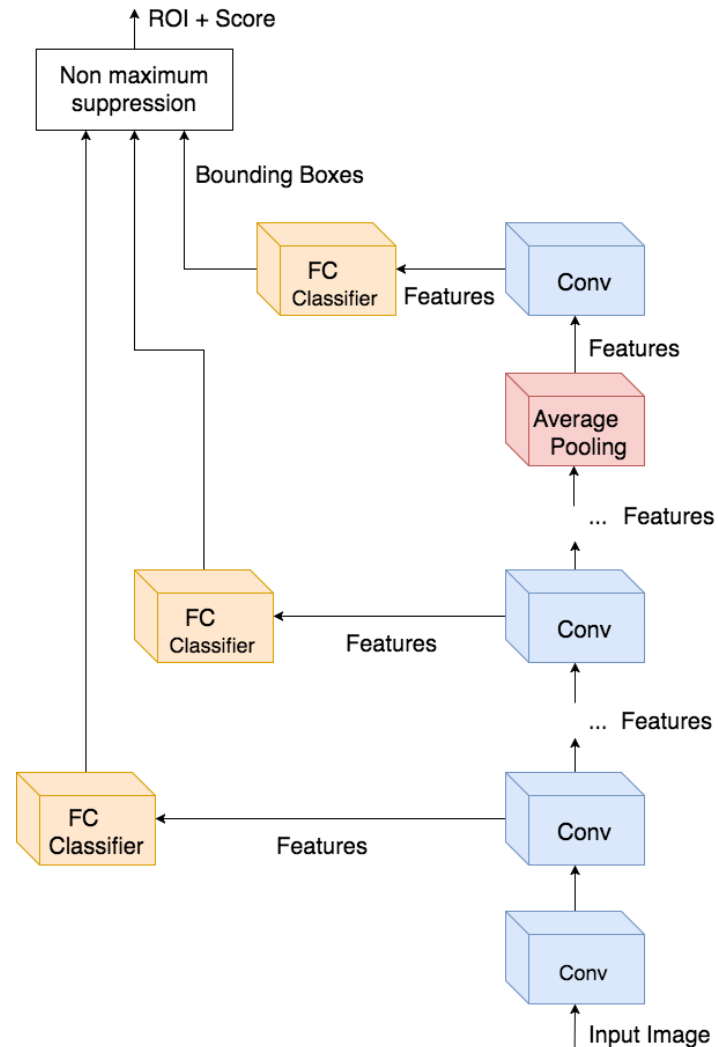 ROI + Score
Non maximum
suppression
Bounding Boxes
FC
Classifier
Features
Conv
Features
Average
Pooling
... Features
FC
Classifier
Features
Conv
... Features
FC
Classifier
Features
Conv
Conv
Input Image